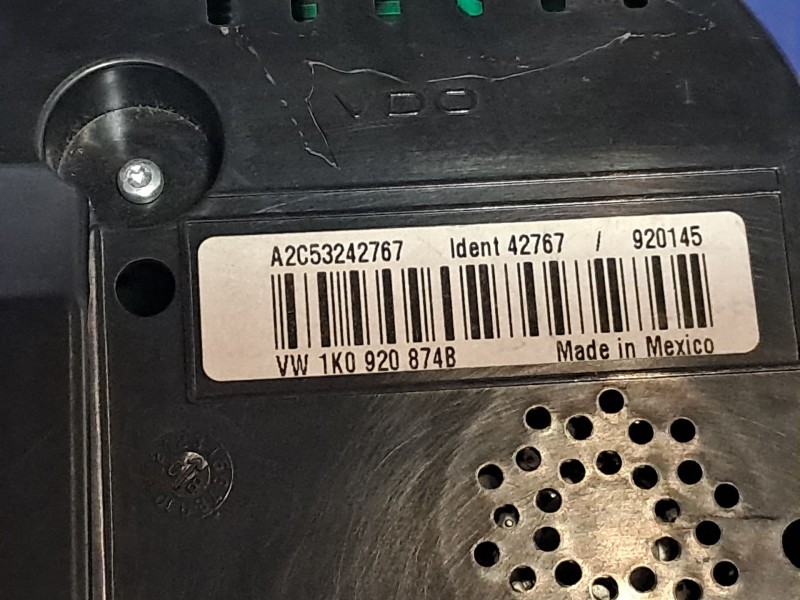 VDO
A2C53242767 Ident 42767 / 920145
VW 1K0 920 874B Made in Mexico